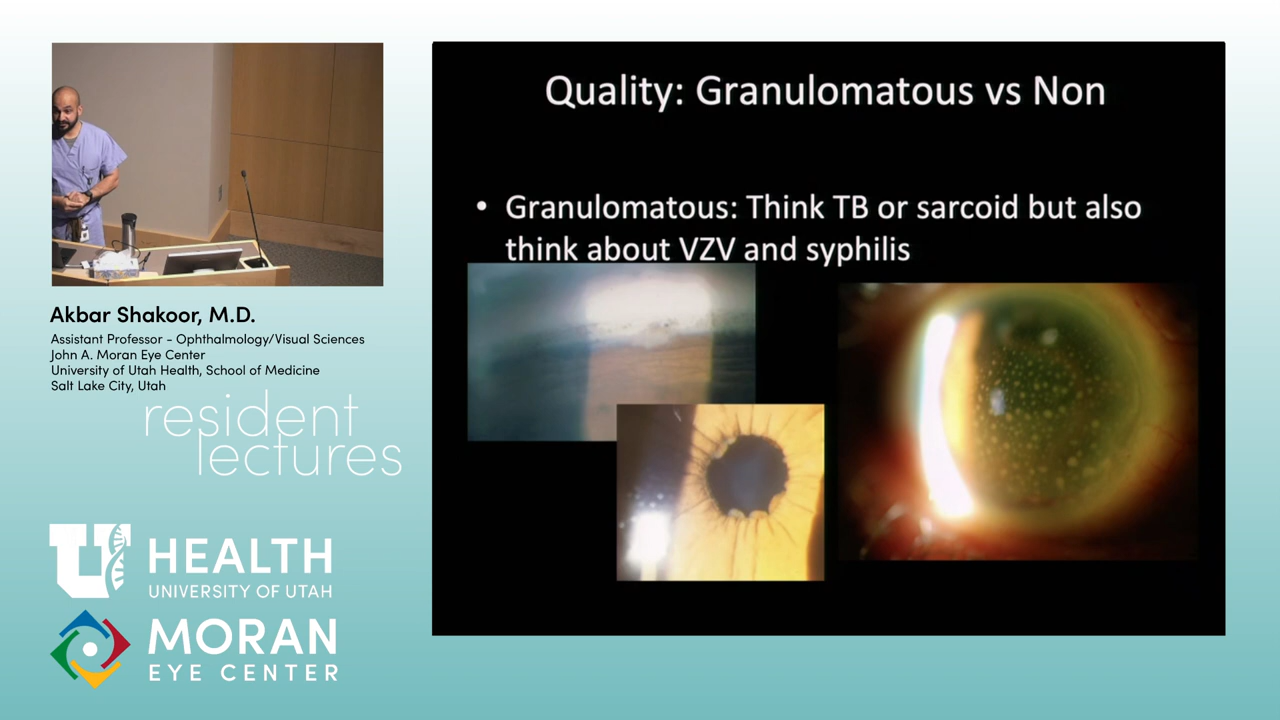 Quality: Granulomatous vs Non
• Granulomatous: Think TB or sarcoid but also
think about VZV and syphilis
Akbar Shakoor, M.D.
Assistant Professor - Ophthalmology/Visual Sciences
John A. Moran Eye Center
University of Utah Health, School of Medicine
Salt Lake City, Utah
resident
lectures
U HEALTH
UNIVERSITY OF UTAH
MORAN
EYE CENTER